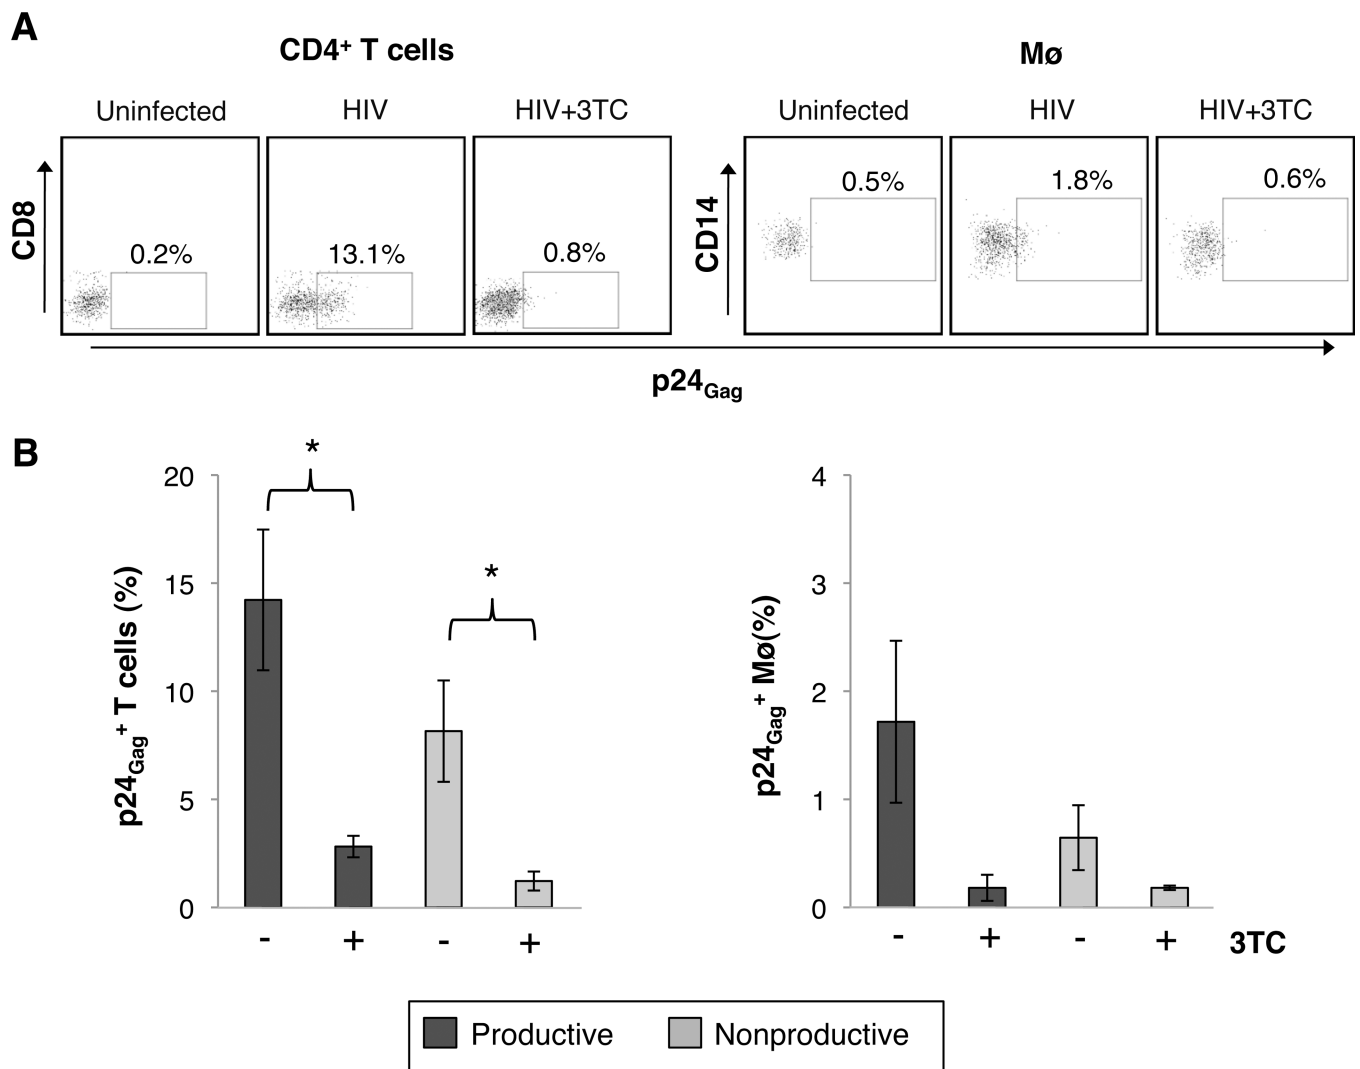 A
CD4⁺ T cells
Mø
Uninfected HIV HIV+3TC
Uninfected HIV HIV+3TC
CD8
0.2% 13.1% 0.8%
CD14
0.5% 1.8% 0.6%
p24Gag
B
*
*
p24Gag⁺ T cells (%)
20
15
10
5
0
- + - +
p24Gag⁺ Mø(%)
4
3
2
1
0
- + - + 3TC
Productive Nonproductive